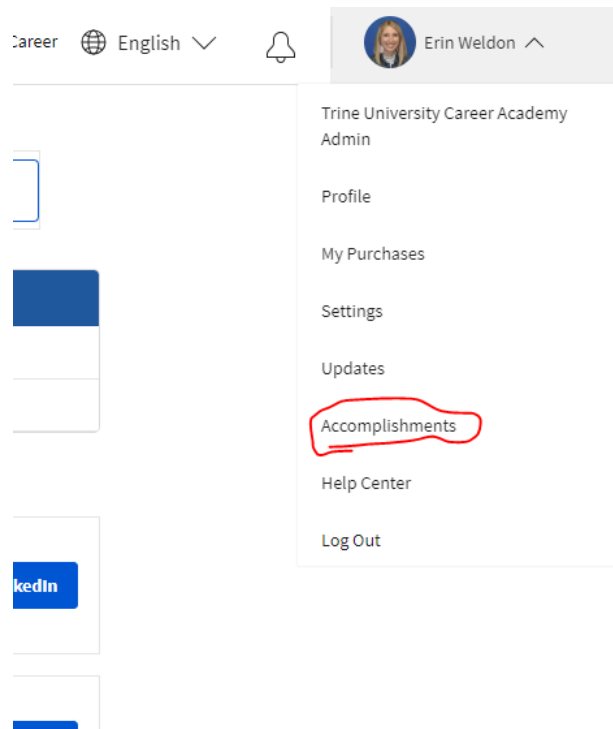 Career English Erin Weldon
Trine University Career Academy
Admin
Profile
My Purchases
Settings
Updates
Accomplishments
Help Center
kedIn
Log Out